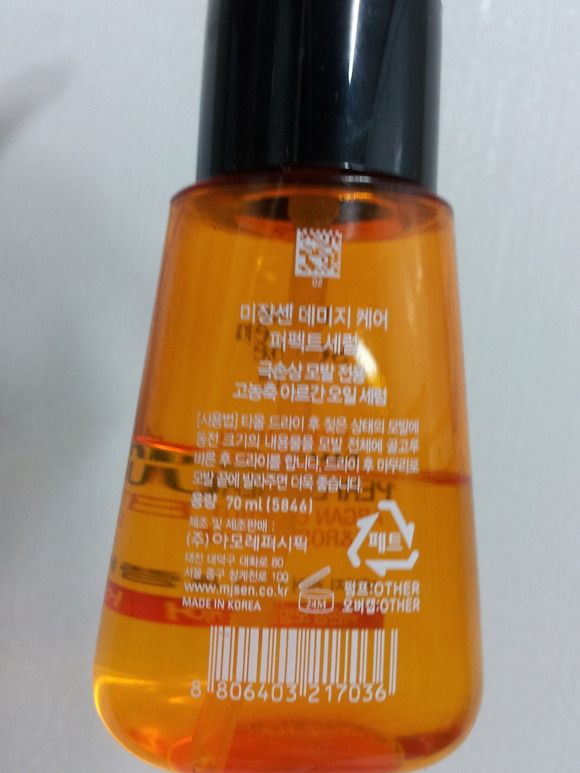 미쟝센 데미지 케어
퍼펙트세럼
극손상 모발 전용
고농축 아르간 오일 세럼
[사용법] 타올 드라이 후 젖은 상태의 모발에
동전 크기의 내용물을 모발 전체에 골고루
바른 후 드라이를 합니다. 드라이 후 마무리로
모발 끝에 발라주면 더욱 좋습니다.
용량 70 ml (5846)
제조 및 제조판매 :
(주) 아모레퍼시픽
대전 대덕구 대화로 80
서울 중구 청계천로 100
www.mjsen.co.kr
MADE IN KOREA
24M
페트
펌프:OTHER
오버캡:OTHER
8 806403 217036